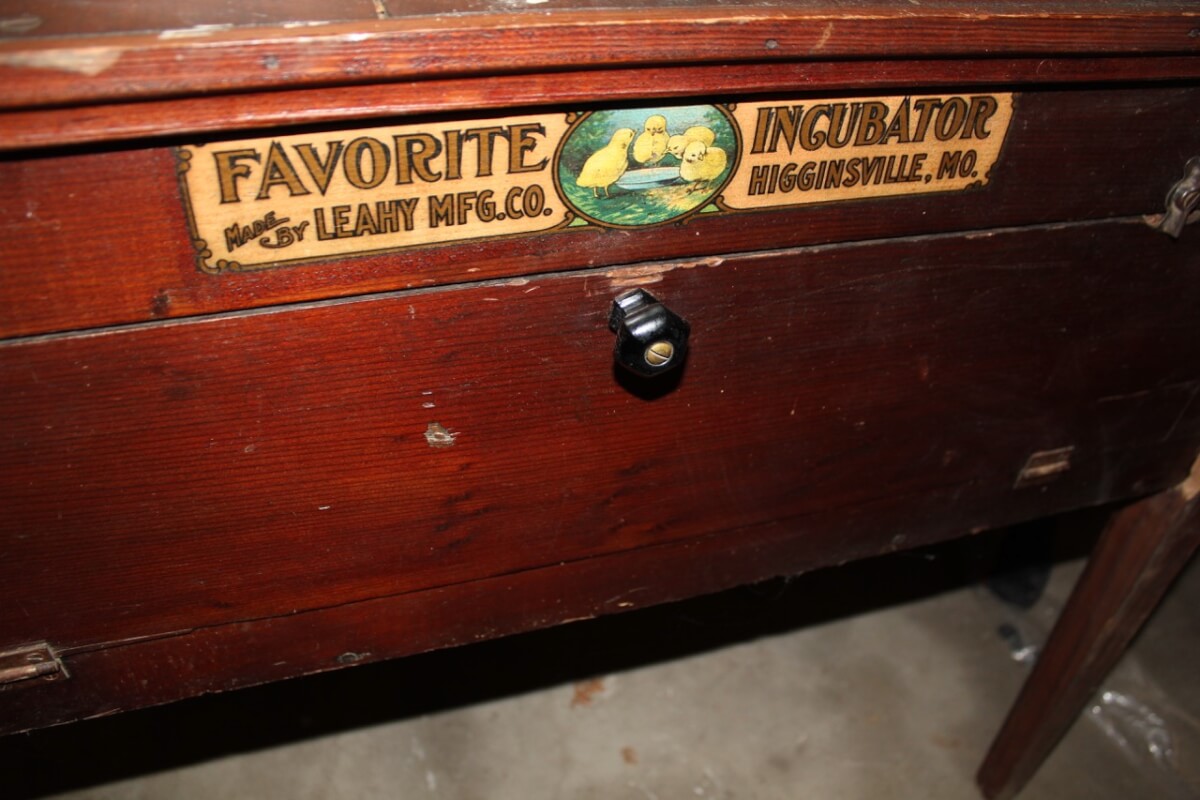 FAVORITE INCUBATOR
MADE BY LEAHY MFG. CO. HIGGINSVILLE, MO.